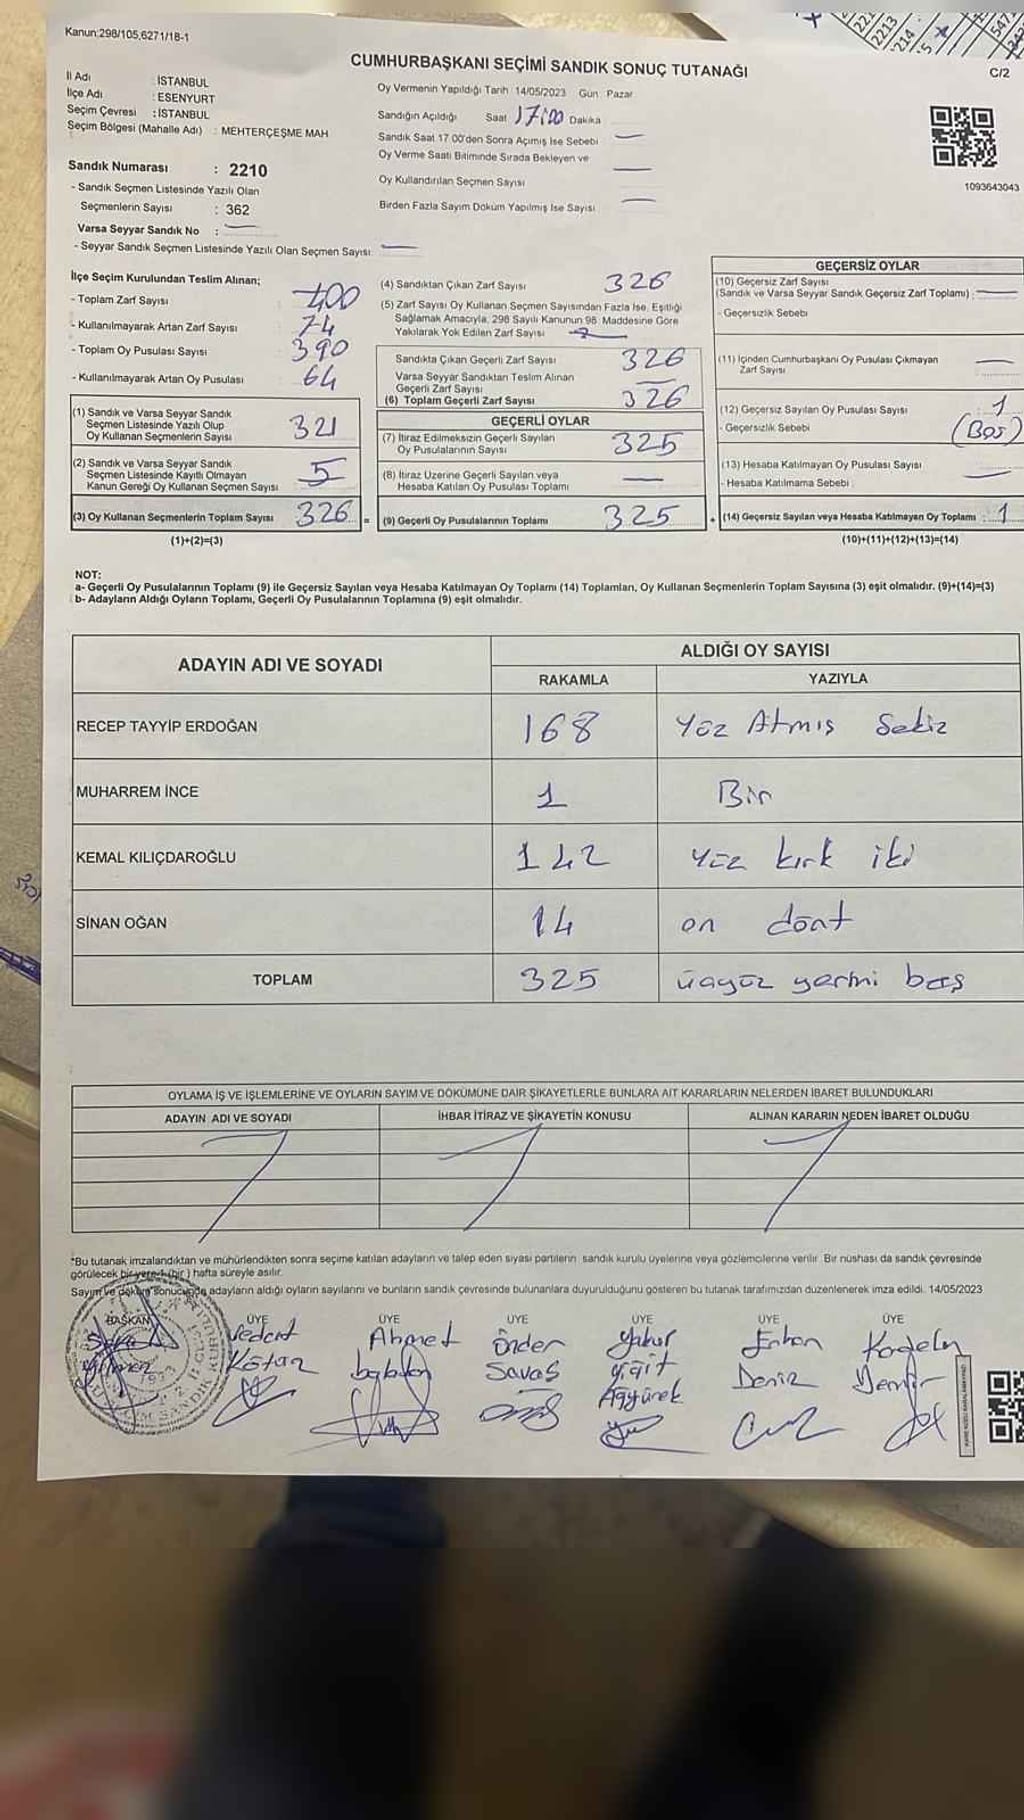 Kanun:298/105,6271/18-1
CUMHURBAŞKANI SEÇİMİ SANDIK SONUÇ TUTANAĞI
C/2
İl Adı : İSTANBUL
İlçe Adı : ESENYURT
Seçim Çevresi : İSTANBUL
Seçim Bölgesi (Mahalle Adı) : MEHTERÇEŞME MAH
Sandık Numarası : 2210
- Sandık Seçmen Listesinde Yazılı Olan
Seçmenlerin Sayısı : 362
Varsa Seyyar Sandık No :
- Seyyar Sandık Seçmen Listesinde Yazılı Olan Seçmen Sayısı:
Oy Vermenin Yapıldığı Tarih: 14/05/2023 Gün: Pazar
Sandığın Açıldığı Saat 17:00 Dakika
Sandık Saat 17.00'den Sonra Açımış İse Sebebi
Oy Verme Saati Bitiminde Sırada Bekleyen ve
Oy Kullandırılan Seçmen Sayısı
Birden Fazla Sayım Döküm Yapılmış İse Sayısı
1093643043
İlçe Seçim Kurulundan Teslim Alınan;
- Toplam Zarf Sayısı 400
- Kullanılmayarak Artan Zarf Sayısı 74
- Toplam Oy Pusulası Sayısı 390
- Kullanılmayarak Artan Oy Pusulası 64
(1) Sandık ve Varsa Seyyar Sandık
Seçmen Listesinde Yazılı Olup
Oy Kullanan Seçmenlerin Sayısı 321
(2) Sandık ve Varsa Seyyar Sandık
Seçmen Listesinde Kayıtlı Olmayan
Kanun Gereği Oy Kullanan Seçmen Sayısı 5
(3) Oy Kullanan Seçmenlerin Toplam Sayısı 326 =
(1)+(2)=(3)
(4) Sandıktan Çıkan Zarf Sayısı 326
(5) Zarf Sayısı Oy Kullanan Seçmen Sayısından Fazla İse, Eşitliği
Sağlamak Amacıyla, 298 Sayılı Kanunun 98. Maddesine Göre
Yakılarak Yok Edilen Zarf Sayısı
Sandıkta Çıkan Geçerli Zarf Sayısı 326
Varsa Seyyar Sandıktan Teslim Alınan
Geçerli Zarf Sayısı
(6) Toplam Geçerli Zarf Sayısı 326
GEÇERLİ OYLAR
(7) İtiraz Edilmeksizin Geçerli Sayılan
Oy Pusulalarının Sayısı 325
(8) İtiraz Üzerine Geçerli Sayılan veya
Hesaba Katılan Oy Pusulası Toplamı
(9) Geçerli Oy Pusulalarının Toplamı 325 +
GEÇERSİZ OYLAR
(10) Geçersiz Zarf Sayısı
(Sandık ve Varsa Seyyar Sandık Geçersiz Zarf Toplamı) :
- Geçersizlik Sebebi
(11) İçinden Cumhurbaşkanı Oy Pusulası Çıkmayan
Zarf Sayısı
(12) Geçersiz Sayılan Oy Pusulası Sayısı 1
- Geçersizlik Sebebi (Boş)
(13) Hesaba Katılmayan Oy Pusulası Sayısı
- Hesaba Katılmama Sebebi
(14) Geçersiz Sayılan veya Hesaba Katılmayan Oy Toplamı : 1
(10)+(11)+(12)+(13)=(14)
NOT:
a- Geçerli Oy Pusulalarının Toplamı (9) ile Geçersiz Sayılan veya Hesaba Katılmayan Oy Toplamı (14) Toplamları, Oy Kullanan Seçmenlerin Toplam Sayısına (3) eşit olmalıdır. (9)+(14)=(3)
b- Adayların Aldığı Oyların Toplamı, Geçerli Oy Pusulalarının Toplamına (9) eşit olmalıdır.
ADAYIN ADI VE SOYADI ALDIĞI OY SAYISI
RAKAMLA YAZIYLA
RECEP TAYYİP ERDOĞAN 168 Yüz Atmış Sekiz
MUHARREM İNCE 1 Bir
KEMAL KILIÇDAROĞLU 142 Yüz kırk iki
SİNAN OĞAN 14 on dört
TOPLAM 325 üçyüz yermi beş
OYLAMA İŞ VE İŞLEMLERİNE VE OYLARIN SAYIM VE DÖKÜMÜNE DAİR ŞİKAYETLERLE BUNLARA AİT KARARLARIN NELERDEN İBARET BULUNDUKLARI
ADAYIN ADI VE SOYADI İHBAR İTİRAZ VE ŞİKAYETİN KONUSU ALINAN KARARIN NEDEN İBARET OLDUĞU
*Bu tutanak imzalandıktan ve mühürlendikten sonra seçime katılan adayların ve talep eden siyasi partilerin sandık kurulu üyelerine veya gözlemcilerine verilir. Bir nüshası da sandık çevresinde
görülecek bir yere 1 (bir) hafta süreyle asılır.
Sayım ve döküm sonucunda adayların aldığı oyların sayılarını ve bunların sandık çevresinde bulunanlara duyurulduğunu gösteren bu tutanak tarafımızdan düzenlenerek imza edildi. 14/05/2023
BAŞKAN ÜYE ÜYE ÜYE ÜYE ÜYE ÜYE
Vedat Ahmet Önder Yakup Erhan
Savaş Yiğit Deniz Demir